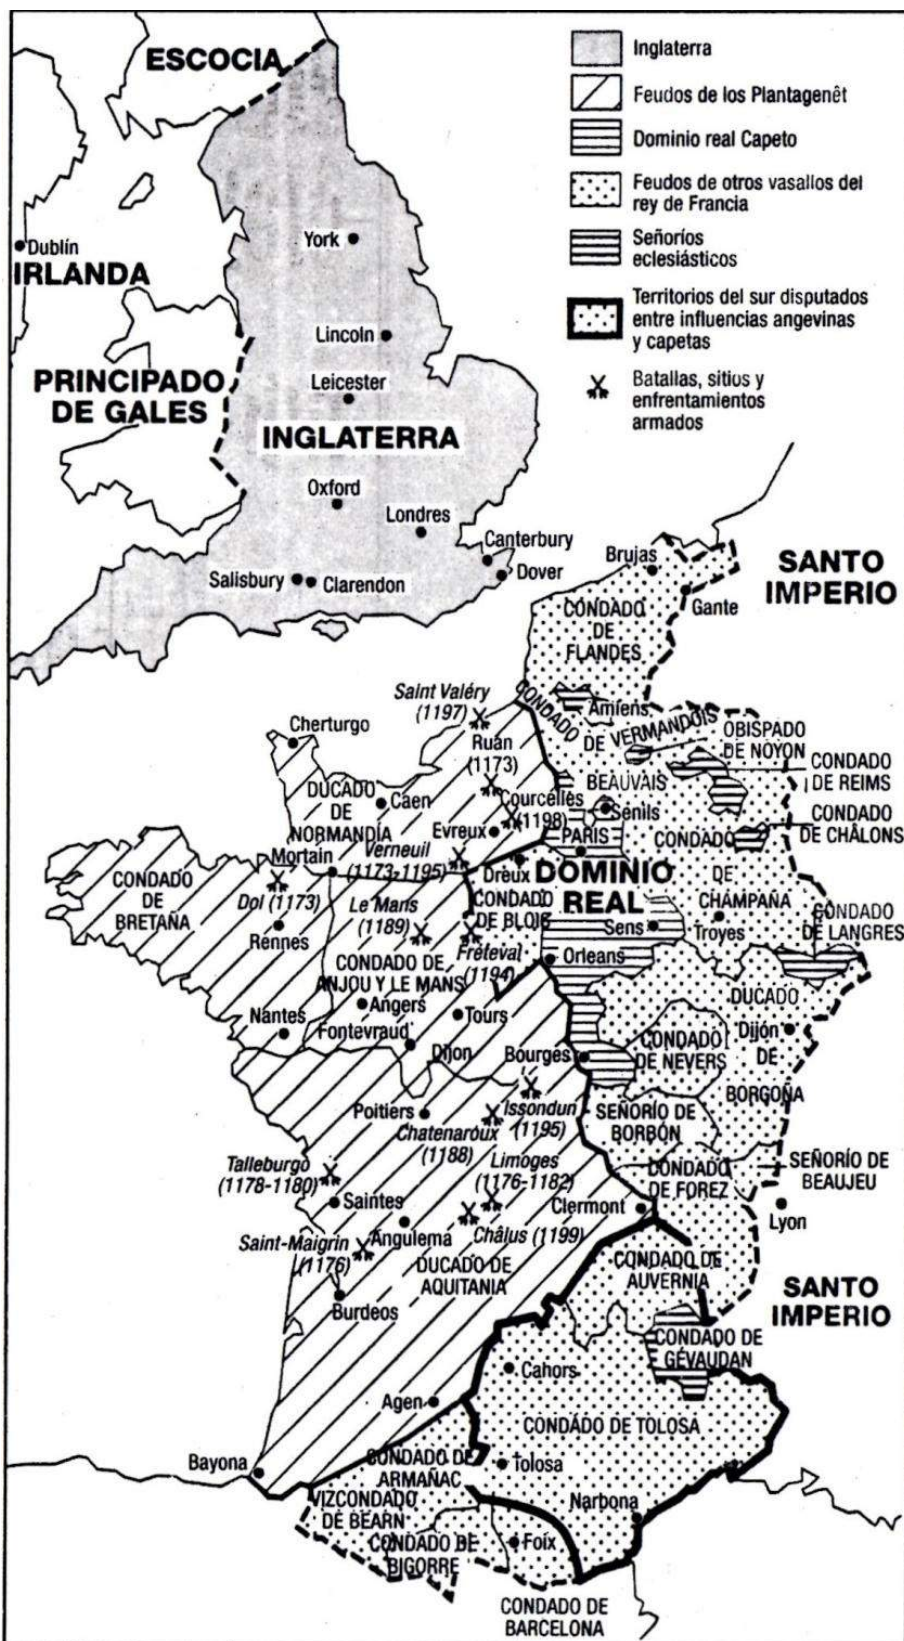 ESCOCIA
Inglaterra
Feudos de los Plantagenêt
Dominio real Capeto
Feudos de otros vasallos del
rey de Francia
Señoríos
eclesiásticos
Territorios del sur disputados
entre influencias angevinas
y capetas
Batallas, sitios y
enfrentamientos
armados
Dublín
IRLANDA
York
Lincoln
PRINCIPADO
DE GALES
Leicester
INGLATERRA
Oxford
Londres
Canterbury
Dover
Salisbury
Clarendon
Brujas
SANTO
IMPERIO
Gante
CONDADO
DE
FLANDES
Saint Valéry
(1197)
Cherturgo
Ruán
(1173)
CONDADO
DE VERMANDOIS
Amiens
OBISPADO
DE NOYON
CONDADO
DE REIMS
BEAUVAIS
DUCADO
DE
NORMANDÍA
Caen
Courcelles
(1198)
Senils
Evreux
PARIS
CONDADO
DE CHÂLONS
CONDADO
DE
CHAMPAÑA
Mortain
Verneuil
(1173-1195)
Dreux
DOMINIO
REAL
CONDADO
DE
BRETAÑA
Dol (1173)
Rennes
Le Mans
(1189)
CONDADO
DE BLOIS
Fréteval
(1194)
Sens
Troyes
CONDADO
DE LANGRES
Orleans
CONDADO DE
ANJOU Y LE MANS
Angers
Tours
Nantes
Fontevraud
Dijon
Bourges
CONDADO
DE NEVERS
DUCADO
Dijón
DE
BORGOÑA
Poitiers
Chatenaroux
(1188)
Issondun
(1195)
SEÑORÍO DE
BORBÓN
Talleburgo
(1178-1180)
Limoges
(1176-1182)
CONDADO
DE FOREZ
SEÑORÍO DE
BEAUJEU
Saintes
Clermont
Lyon
Saint-Maigrin
(1176)
Angulema
Châlus (1199)
DUCADO DE
AQUITANIA
CONDADO DE
AUVERNIA
SANTO
IMPERIO
Burdeos
CONDADO DE
GÉVAUDAN
Cahors
Agen
CONDADO DE TOLOSA
Bayona
CONDADO DE
ARMAÑAC
Tolosa
VIZCONDADO
DE BEARN
Narbona
CONDADO DE
BIGORRE
Foix
CONDADO DE
BARCELONA